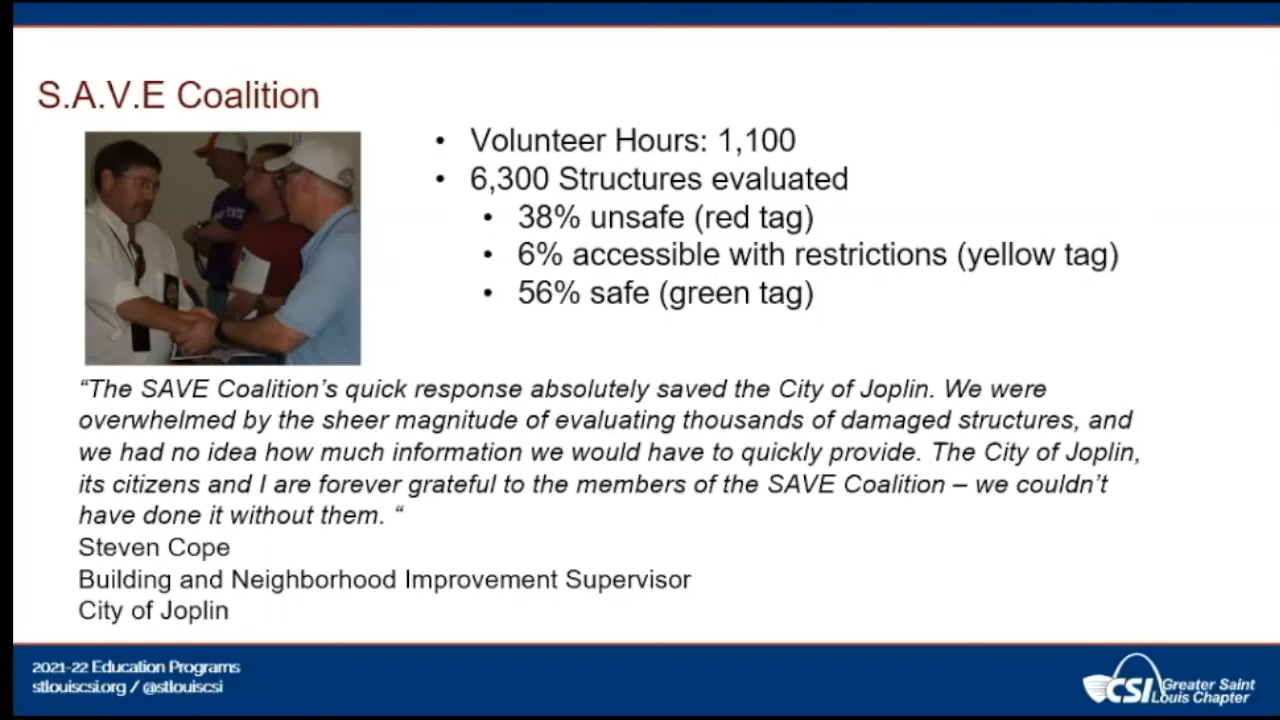 S.A.V.E Coalition
• Volunteer Hours: 1,100
• 6,300 Structures evaluated
• 38% unsafe (red tag)
• 6% accessible with restrictions (yellow tag)
• 56% safe (green tag)
“The SAVE Coalition’s quick response absolutely saved the City of Joplin. We were
overwhelmed by the sheer magnitude of evaluating thousands of damaged structures, and
we had no idea how much information we would have to quickly provide. The City of Joplin,
its citizens and I are forever grateful to the members of the SAVE Coalition – we couldn’t
have done it without them. “
Steven Cope
Building and Neighborhood Improvement Supervisor
City of Joplin
2021-22 Education Programs
stlouiscsi.org / @stlouiscsi
CSI Greater Saint
Louis Chapter